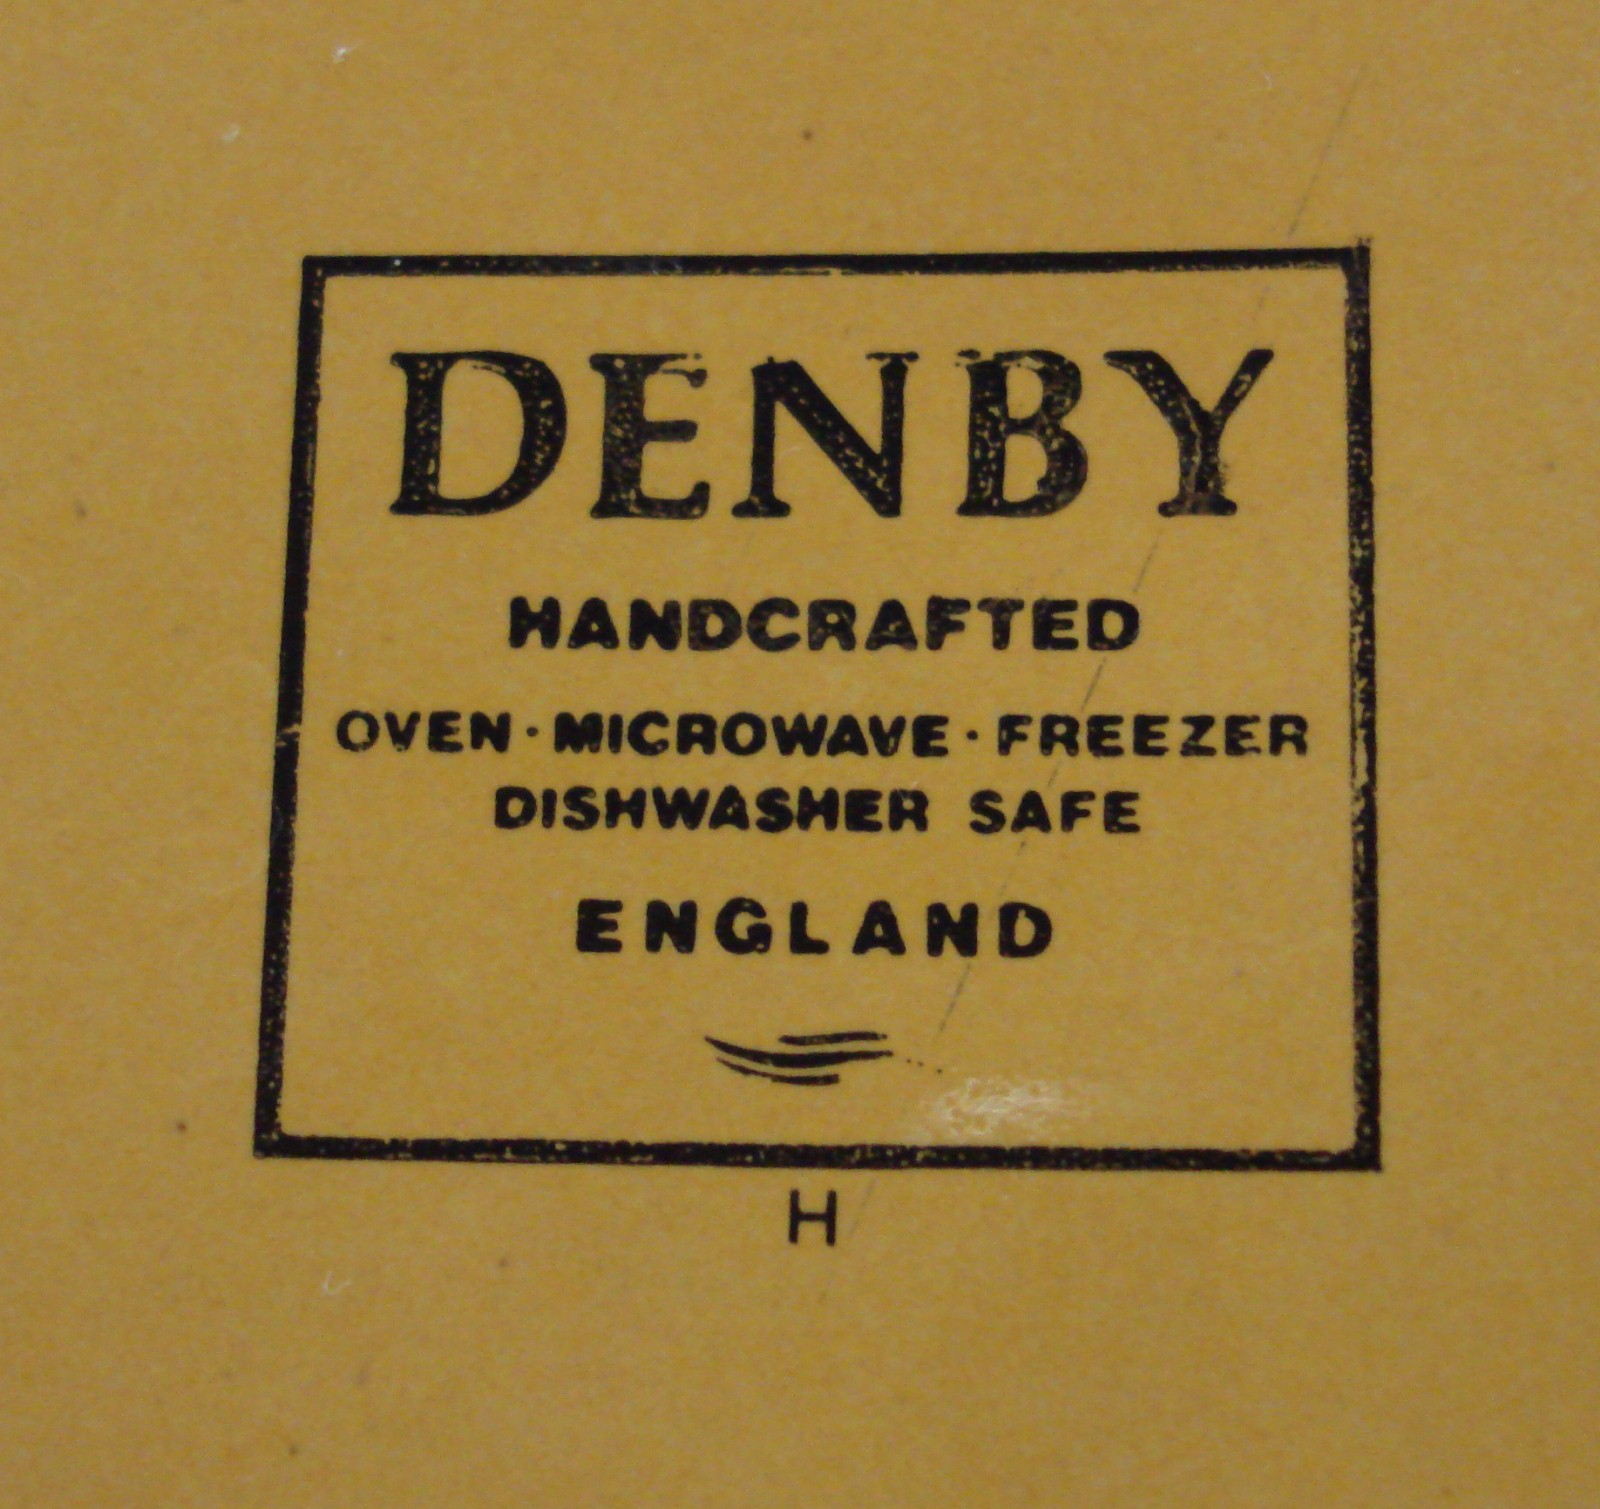 DENBY
HANDCRAFTED
OVEN · MICROWAVE · FREEZER
DISHWASHER SAFE
ENGLAND
H